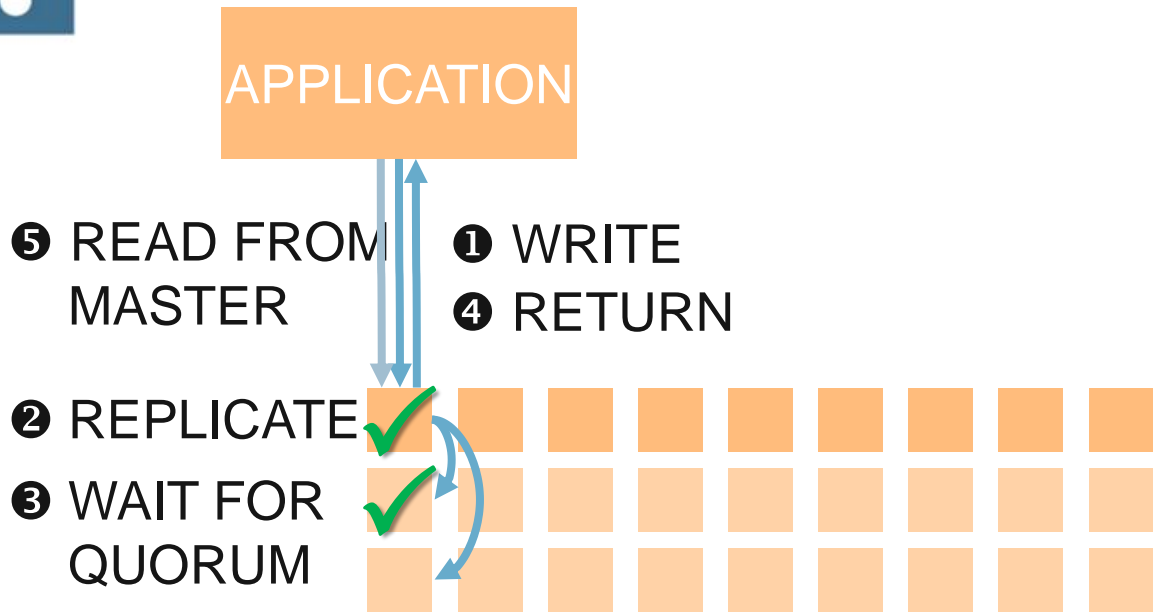 APPLICATION
❺ READ FROM
MASTER
❶ WRITE
❹ RETURN
❷ REPLICATE
❸ WAIT FOR
QUORUM